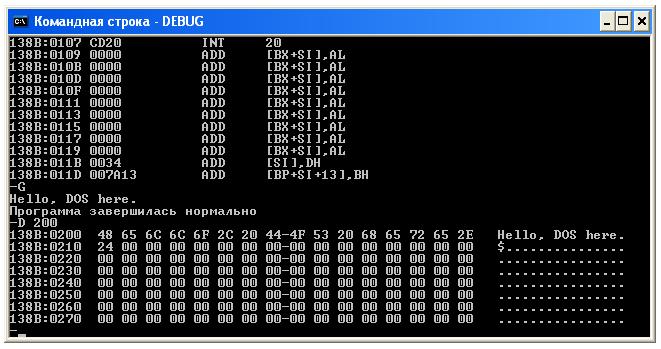 Командная строка - DEBUG
138B:0107 CD20          INT     20
138B:0109 0000          ADD     [BX+SI],AL
138B:010B 0000          ADD     [BX+SI],AL
138B:010D 0000          ADD     [BX+SI],AL
138B:010F 0000          ADD     [BX+SI],AL
138B:0111 0000          ADD     [BX+SI],AL
138B:0113 0000          ADD     [BX+SI],AL
138B:0115 0000          ADD     [BX+SI],AL
138B:0117 0000          ADD     [BX+SI],AL
138B:0119 0000          ADD     [BX+SI],AL
138B:011B 0034          ADD     [SI],DH
138B:011D 007A13        ADD     [BP+SI+13],BH
-G
Hello, DOS here.
Программа завершилась нормально
-D 200
138B:0200  48 65 6C 6C 6F 2C 20 44-4F 53 20 68 65 72 65 2E   Hello, DOS here.
138B:0210  24 00 00 00 00 00 00 00-00 00 00 00 00 00 00 00   $...............
138B:0220  00 00 00 00 00 00 00 00-00 00 00 00 00 00 00 00   ................
138B:0230  00 00 00 00 00 00 00 00-00 00 00 00 00 00 00 00   ................
138B:0240  00 00 00 00 00 00 00 00-00 00 00 00 00 00 00 00   ................
138B:0250  00 00 00 00 00 00 00 00-00 00 00 00 00 00 00 00   ................
138B:0260  00 00 00 00 00 00 00 00-00 00 00 00 00 00 00 00   ................
138B:0270  00 00 00 00 00 00 00 00-00 00 00 00 00 00 00 00   ................
-